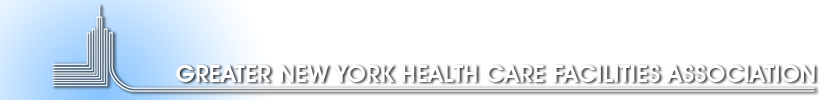 GREATER NEW YORK HEALTH CARE FACILITIES ASSOCIATION